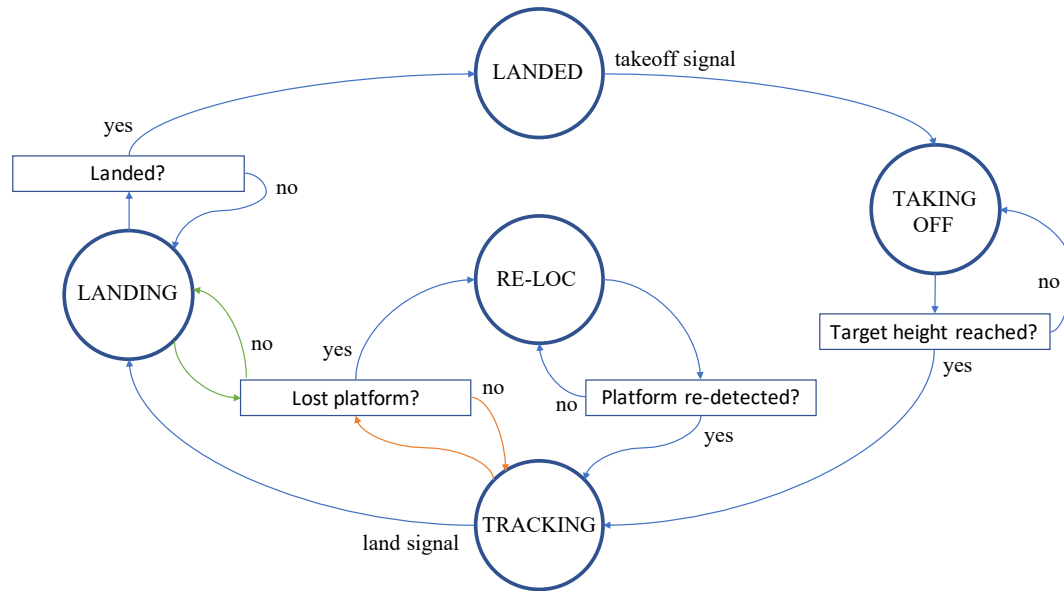 takeoff signal
LANDED
yes
Landed?
no
TAKING
OFF
RE-LOC
LANDING
no
Target height reached?
no
yes
yes
Lost platform?
no
no
Platform re-detected?
yes
TRACKING
land signal